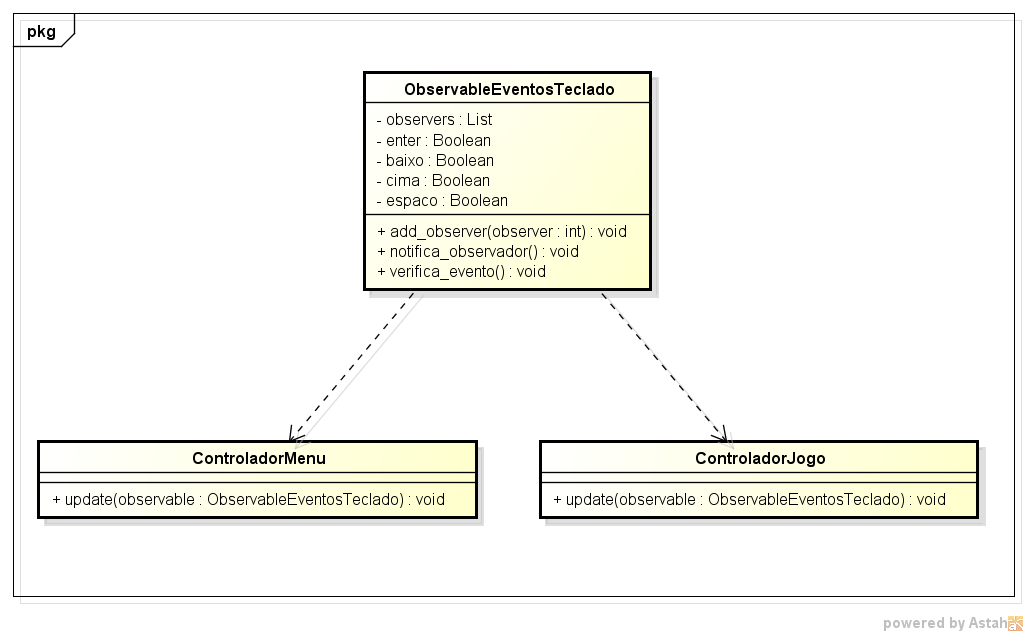 pkg
ObservableEventosTeclado
- observers : List
- enter : Boolean
- baixo : Boolean
- cima : Boolean
- espaco : Boolean
+ add_observer(observer : int) : void
+ notifica_observador() : void
+ verifica_evento() : void
ControladorMenu
+ update(observable : ObservableEventosTeclado) : void
ControladorJogo
+ update(observable : ObservableEventosTeclado) : void
powered by Astah